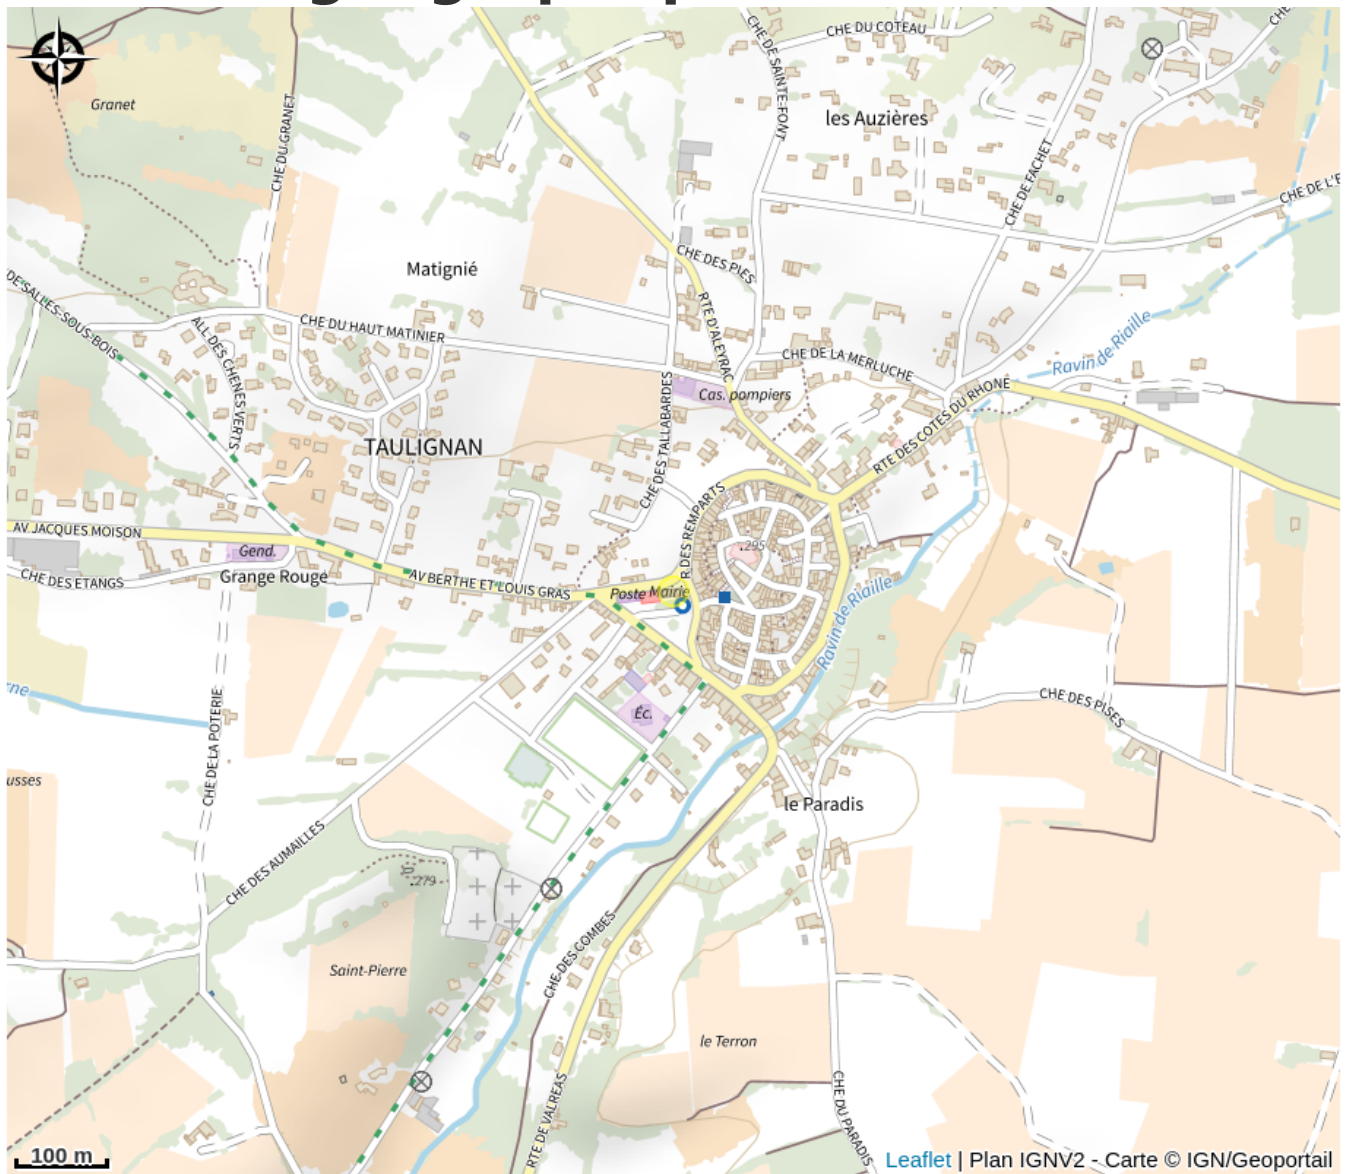 CHE DU COTEAU
CHE DE SAINTE-FONT
Granet
les Auzières
CHE DU GRANET
CHE DE FACHET
CHE DE L'E
CHE
CHE DES PIES
Matignié
DE SALLES-SOUS-BOIS
ALL DES CHENES VERTS
CHE DU HAUT MATINIER
RTE D'ALEYRAC
Ravin de Riaille
CHE DE LA MERLUCHE
Cas. pompiers
RTE DES COTES DU RHONE
TAULIGNAN
CHE DES TALLABARDES
R DES REMPARTS
AV JACQUES MOISON
Gend.
.295
CHE DES ETANGS
Grange Rouge
AV BERTHE ET LOUIS GRAS
Poste
Mairie
Ravin de Riaille
rne
CHE DE LA POTERIE
Éc.
CHE DES PISES
usses
le Paradis
CHE DES AUMAILLES
.279
Saint-Pierre
CHE DES COMBES
le Terron
RTE DE VALREAS
CHE DU PARADIS
100 m
Leaflet | Plan IGNV2 - Carte © IGN/Geoportail